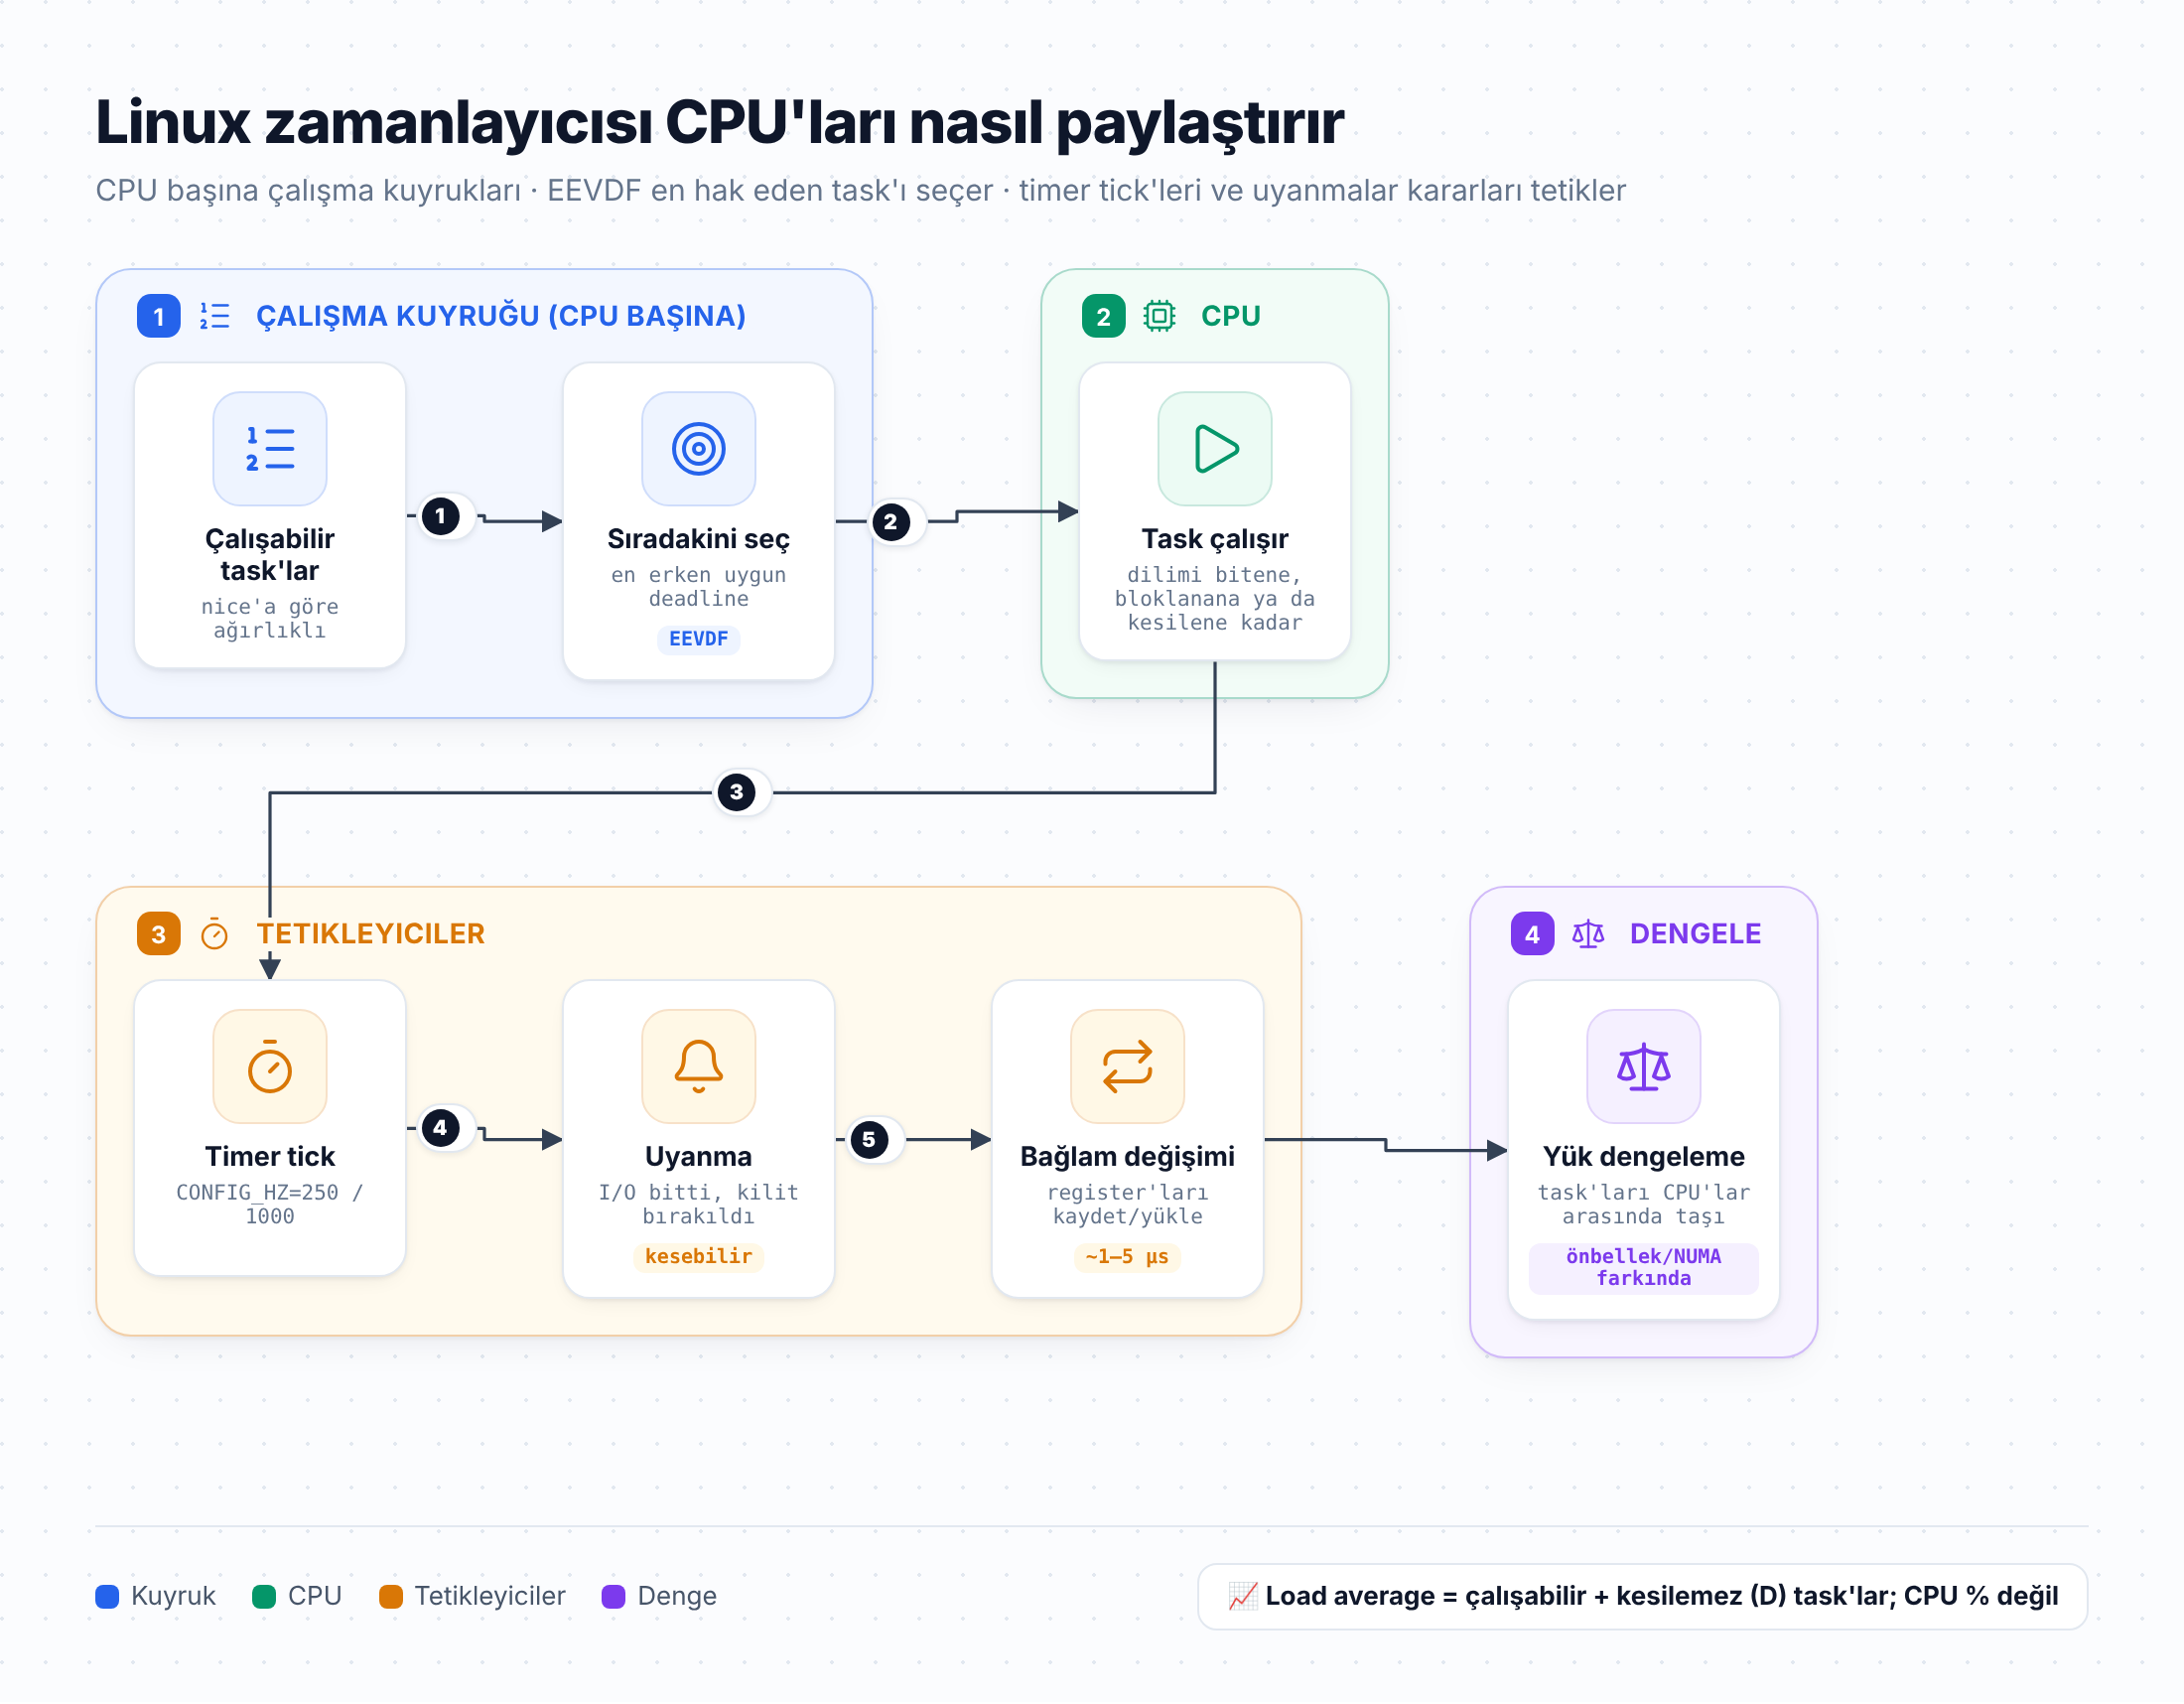 Linux zamanlayıcısı CPU'ları nasıl paylaştırır
CPU başına çalışma kuyrukları · EEVDF en hak eden task'ı seçer · timer tick'leri ve uyanmalar kararları tetikler
1 ÇALIŞMA KUYRUĞU (CPU BAŞINA)
Çalışabilir
task'lar
nice'a göre
ağırlıklı
1
Sıradakini seç
en erken uygun
deadline
EEVDF
2
2 CPU
Task çalışır
dilimi bitene,
bloklanana ya da
kesilene kadar
3
3 TETIKLEYICILER
Timer tick
CONFIG_HZ=250 /
1000
4
Uyanma
I/O bitti, kilit
bırakıldı
kesebilir
5
Bağlam değişimi
register'ları
kaydet/yükle
~1–5 µs
4 DENGELE
Yük dengeleme
task'ları CPU'lar
arasında taşı
önbellek/NUMA
farkında
Kuyruk
CPU
Tetikleyiciler
Denge
📈 Load average = çalışabilir + kesilemez (D) task'lar; CPU % değil